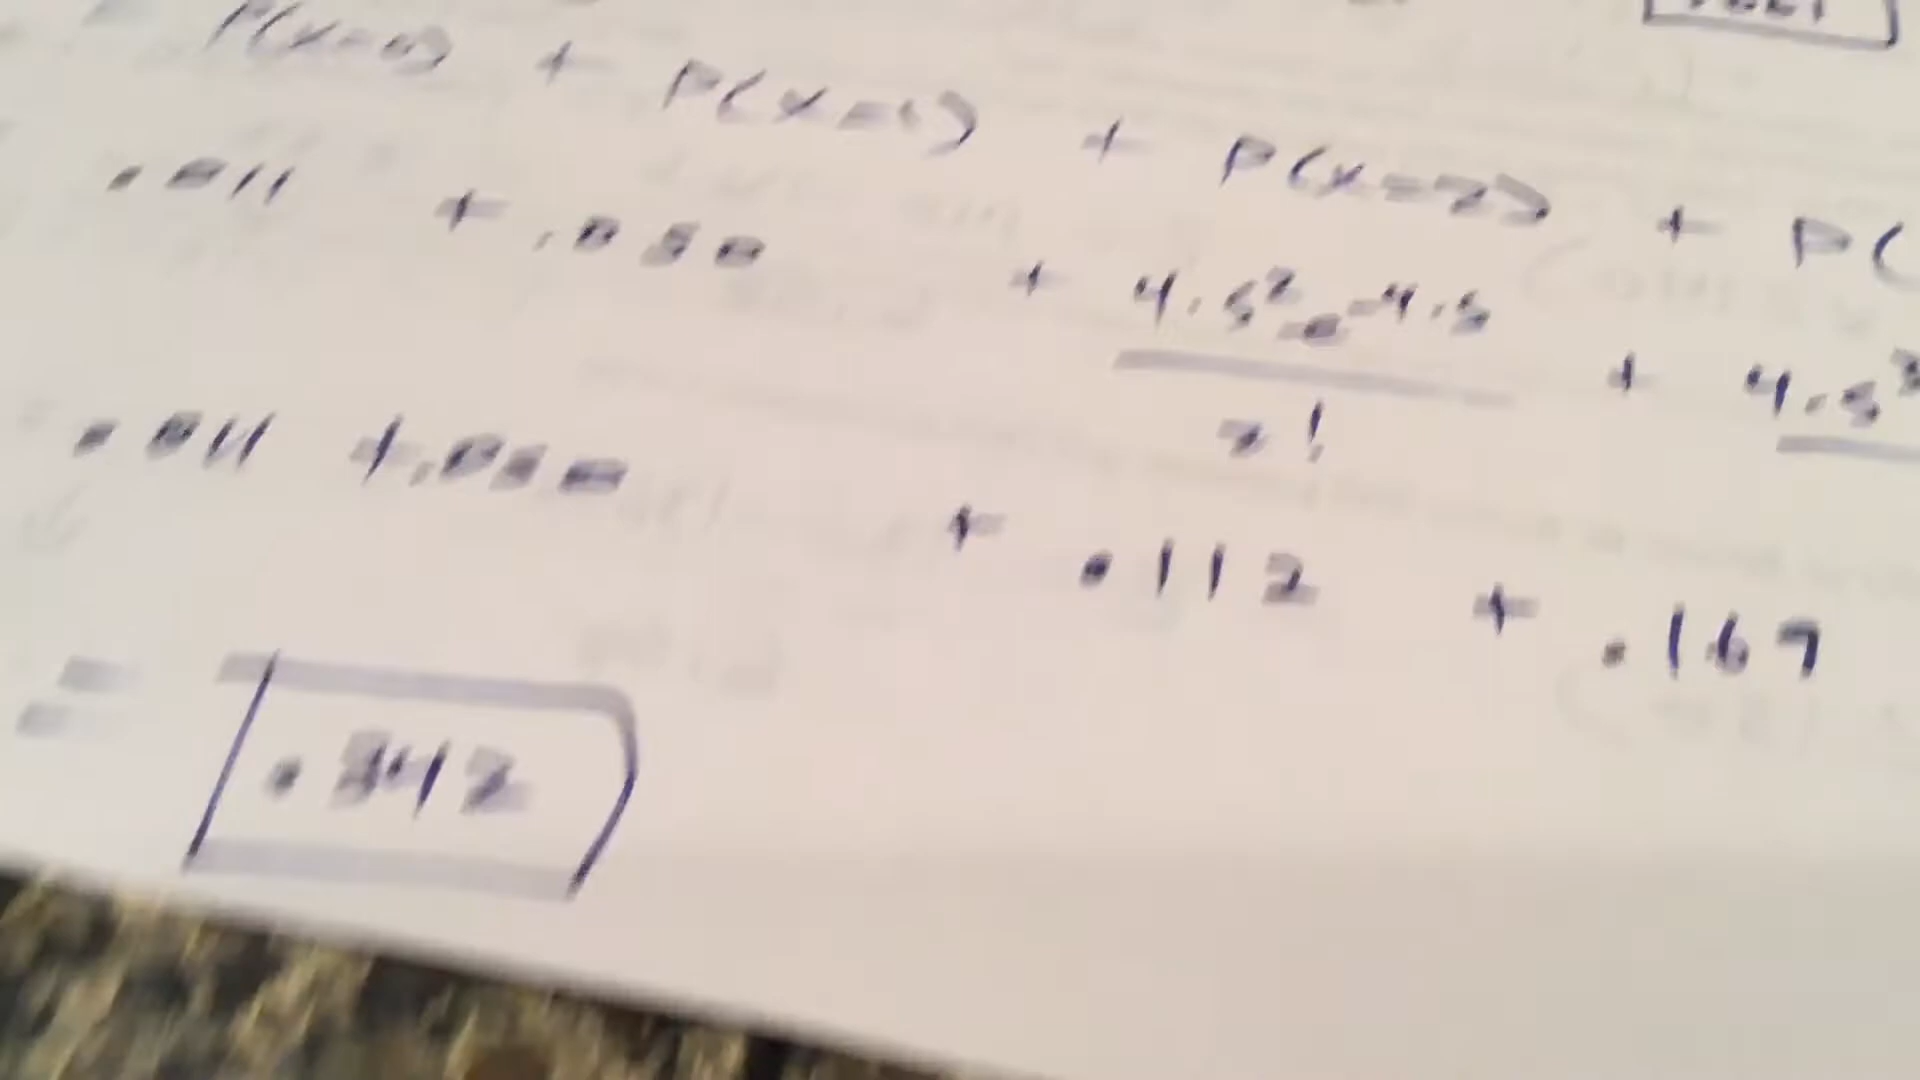 P(x=0) + P(x=1) + P(x=2) + P(
.011 + .050 + 4.5²e^-4.5 / 2! + 4.5³
.011 + .050 + .112 + .169
= .342